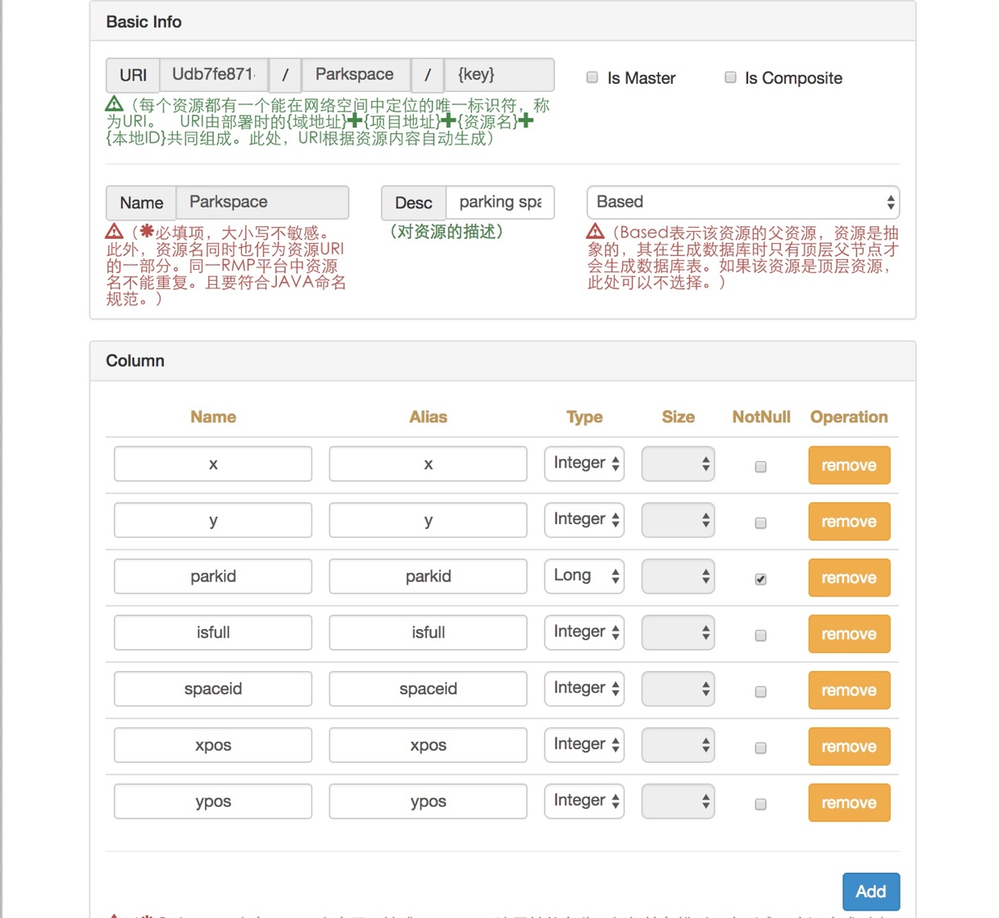 Basic Info
URI Udb7fe871 / Parkspace / {key} Is Master Is Composite
（每个资源都有一个能在网络空间中定位的唯一标识符，称
为URI。 URI由部署时的{域地址}+{项目地址}+{资源名}+
{本地ID}共同组成。此处，URI根据资源内容自动生成）
Name Parkspace Desc parking spa Based
（*必填项，大小写不敏感。
此外，资源名同时也作为资源URI
的一部分。同一RMP平台中资源
名不能重复。且要符合JAVA命名
规范。）
（对资源的描述）
（Based表示该资源的父资源，资源是抽
象的，其在生成数据库时只有顶层父节点才
会生成数据库表。如果该资源是顶层资源，
此处可以不选择。）
Column
Name Alias Type Size NotNull Operation
x x Integer remove
y y Integer remove
parkid parkid Long remove
isfull isfull Integer remove
spaceid spaceid Integer remove
xpos xpos Integer remove
ypos ypos Integer remove
Add